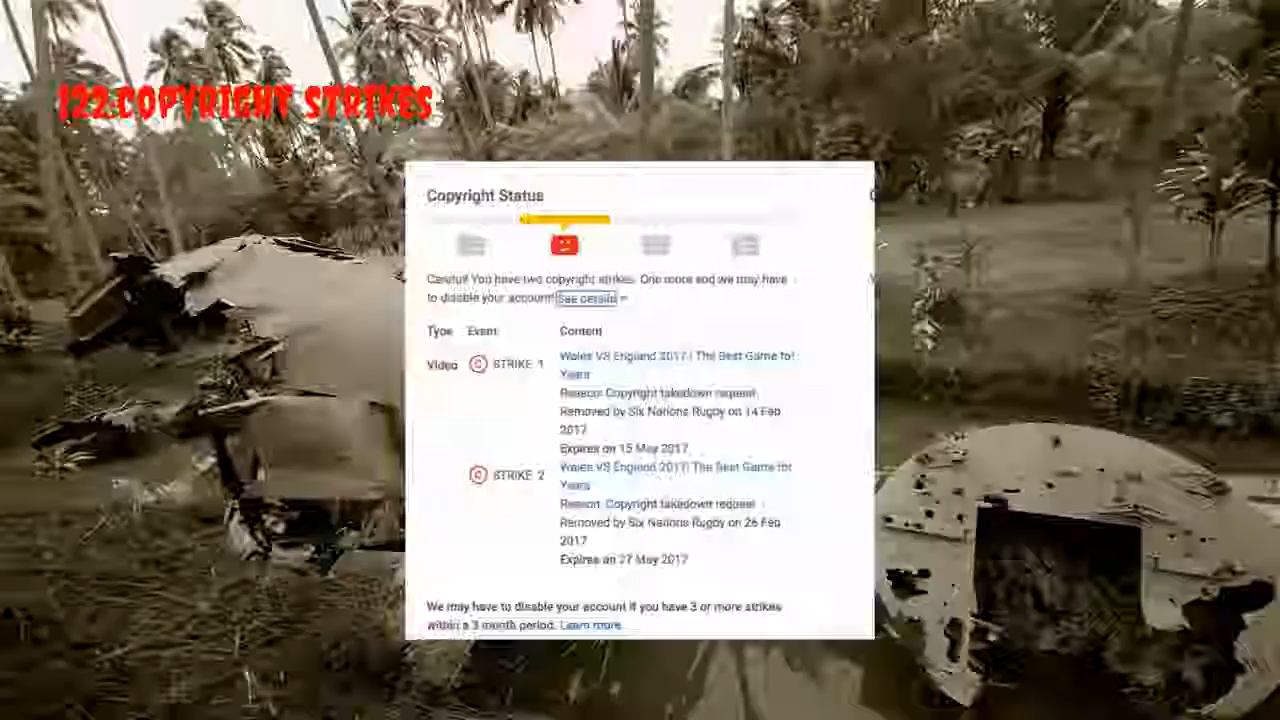 122.COPYRIGHT STRIKES
Copyright Status
Careful! You have two copyright strikes. One more and we may have
to disable your account! See details
Type Event Content
Video © STRIKE 1 Wales VS England 2017! The Best Game for
Years
Reason: Copyright takedown request
Removed by Six Nations Rugby on 14 Feb
2017
Expires on 15 May 2017
© STRIKE 2 Wales VS England 2017! The Best Game for
Years
Reason: Copyright takedown request
Removed by Six Nations Rugby on 26 Feb
2017
Expires on 27 May 2017
We may have to disable your account if you have 3 or more strikes
within a 3 month period. Learn more